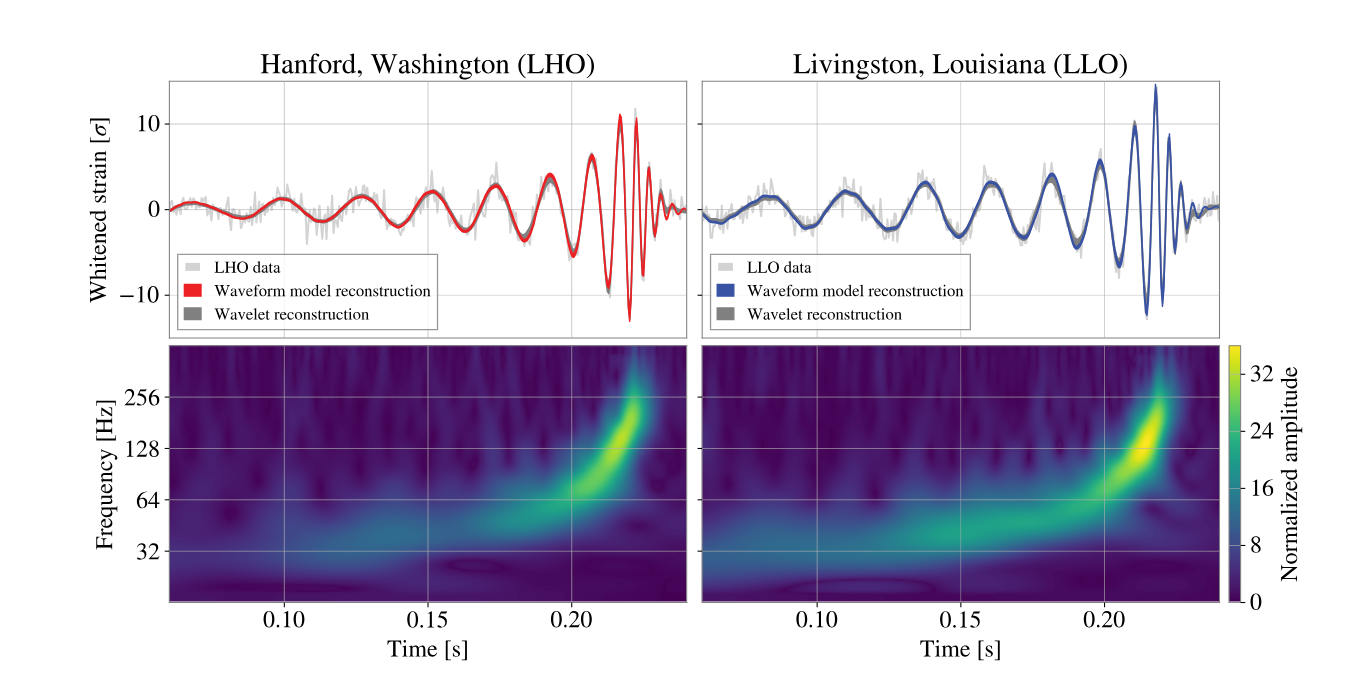 Hanford, Washington (LHO)
Livingston, Louisiana (LLO)
Whitened strain [σ]
10
0
−10
LHO data
Waveform model reconstruction
Wavelet reconstruction
LLO data
Waveform model reconstruction
Wavelet reconstruction
Frequency [Hz]
256
128
64
32
0.10
0.15
0.20
Time [s]
0.10
0.15
0.20
Time [s]
32
24
16
8
0
Normalized amplitude